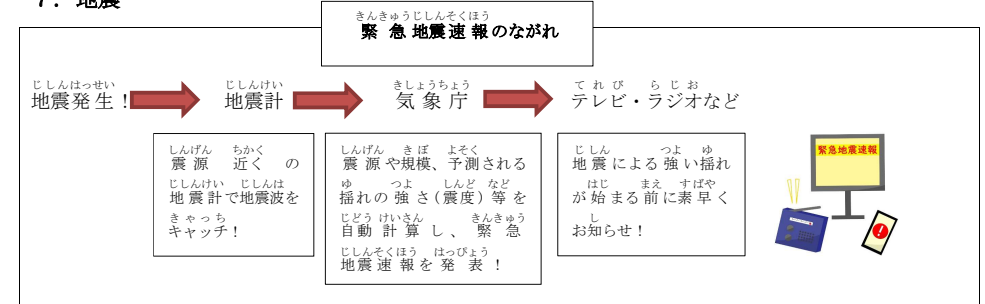 7．地震
きんきゅうじしんそくほう
緊急地震速報のながれ
じしんはっせい じしんけい きしょうちょう てれび らじお
地震発生！ 地震計 気象庁 テレビ・ラジオなど
しんげん ちかく
震源 近く の
じしんけい じしんは
地震計で地震波を
きゃっち
キャッチ！
しんげん きぼ よそく
震源や規模、予測される
ゆ つよ しんど など
揺れの強さ(震度)等を
じどう けいさん きんきゅう
自動計算し、緊急
じしんそくほう はっぴょう
地震速報を発表！
じしん つよ ゆ
地震による強い揺れ
はじ まえ すばや
が始まる前に素早く
し
お知らせ！
緊急地震速報
!